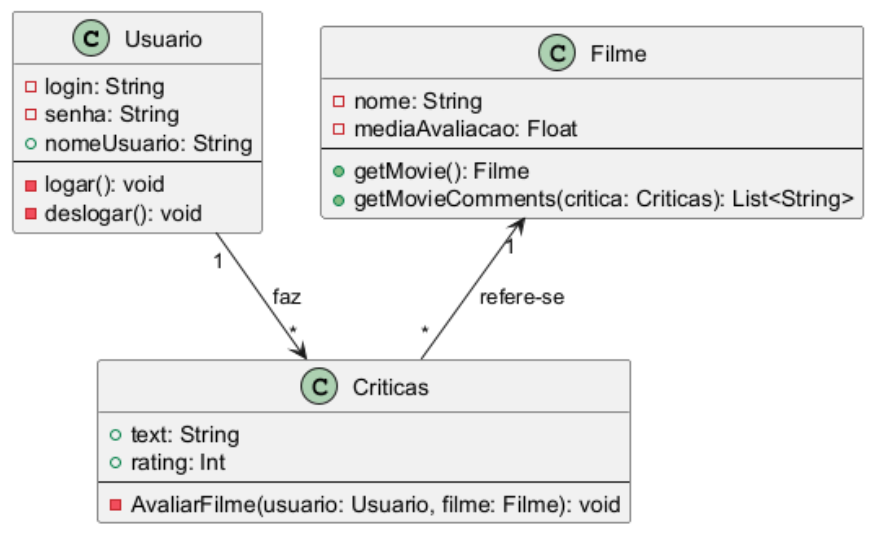 C Usuario
login: String
senha: String
nomeUsuario: String
logar(): void
deslogar(): void
C Filme
nome: String
mediaAvaliacao: Float
getMovie(): Filme
getMovieComments(critica: Criticas): List<String>
1
faz
*
1
refere-se
*
C Criticas
text: String
rating: Int
AvaliarFilme(usuario: Usuario, filme: Filme): void